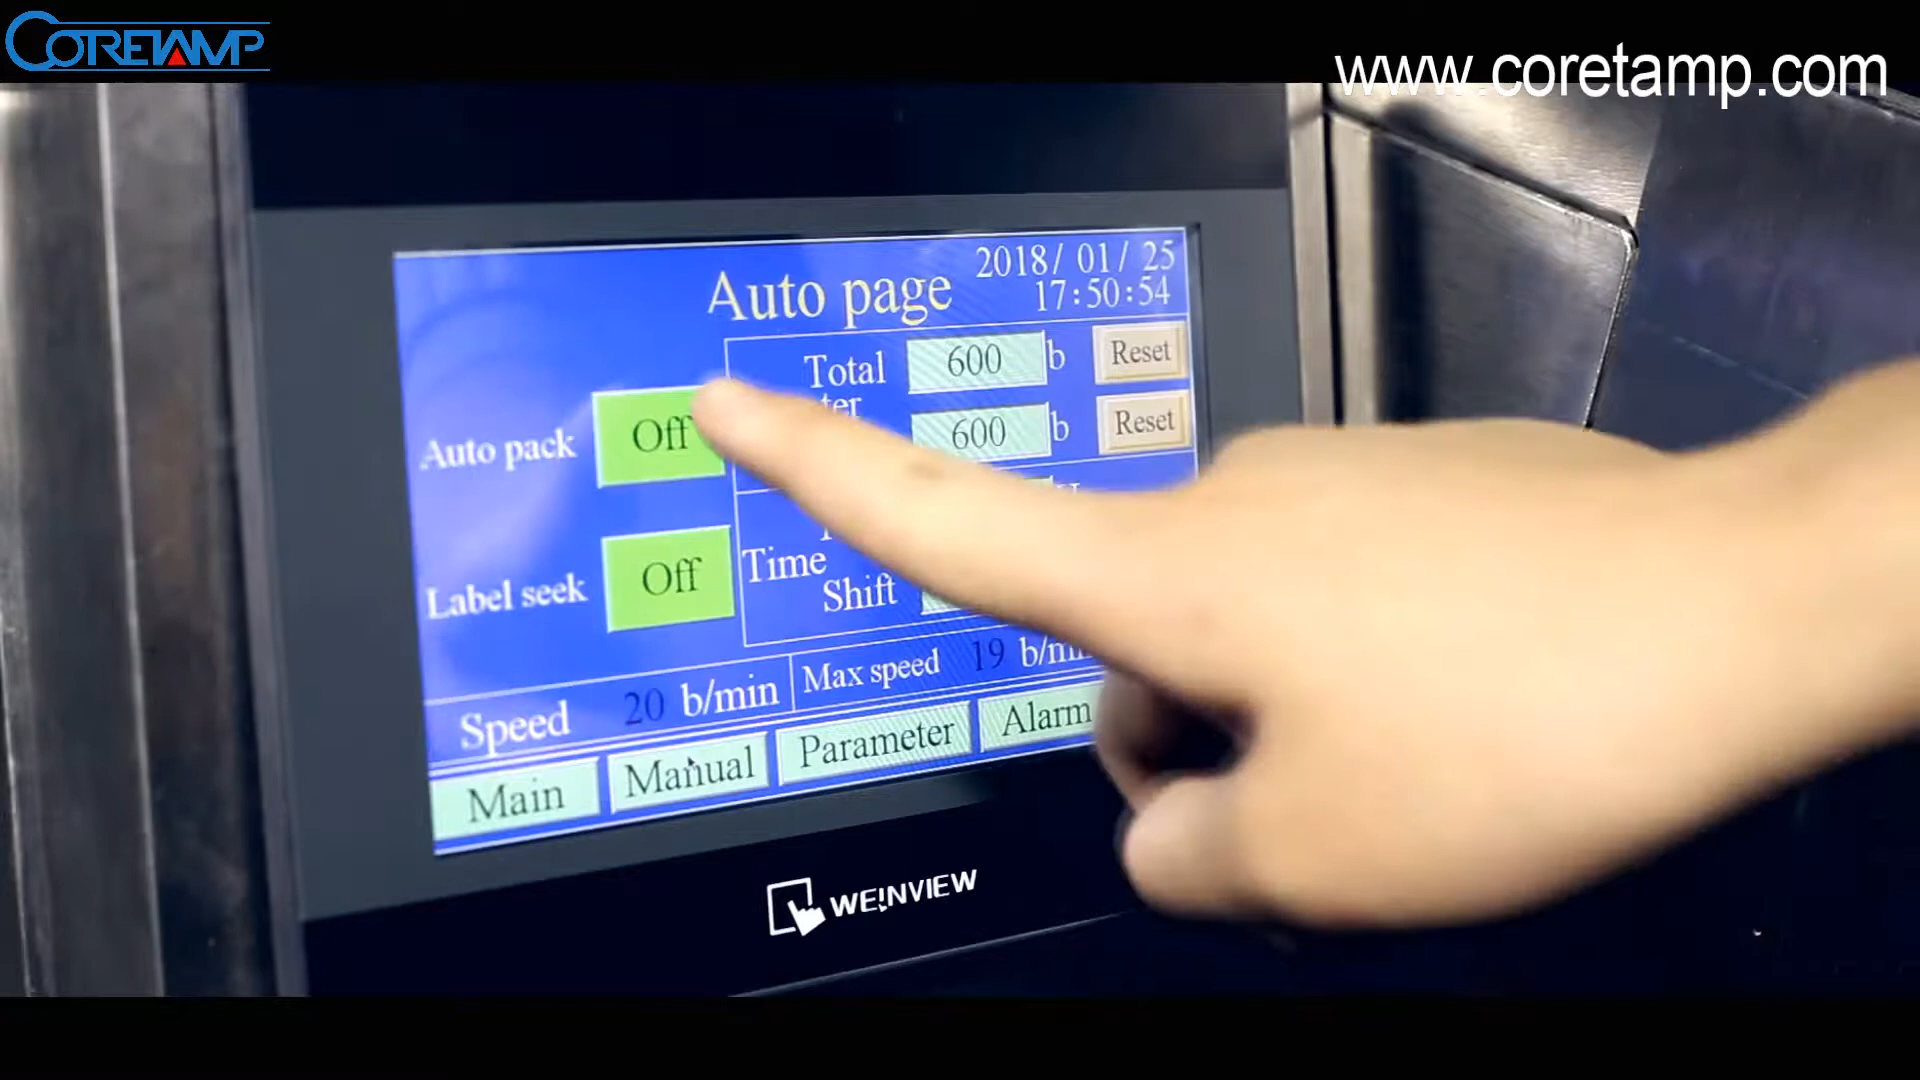 CORETAMP
www.coretamp.com
Auto page
2018/ 01/ 25
17:50:54
Total 600 b Reset
600 b Reset
Auto pack Off
Label seek Off
Time
Shift
Speed 20 b/min
Max speed 19
Main Manual Parameter Alarm
WEINVIEW